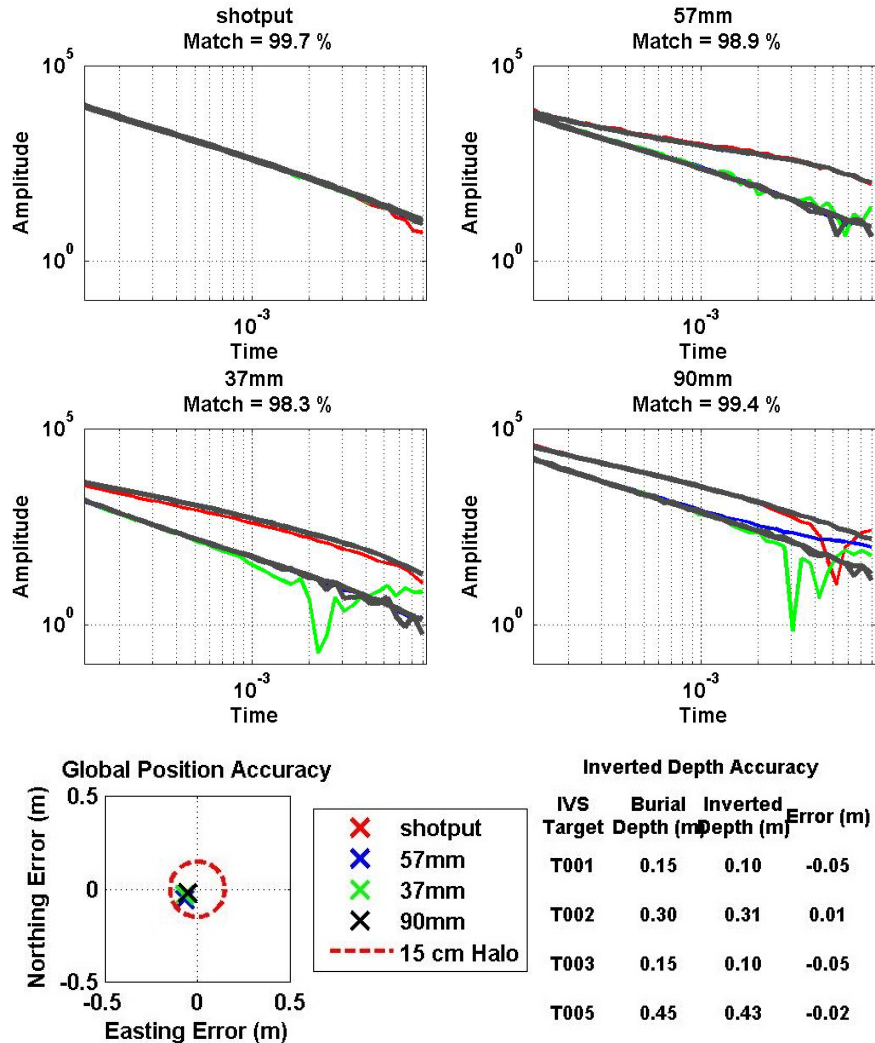 shotput
Match = 99.7 %
10^5
10^0
Amplitude
10^-3
Time
57mm
Match = 98.9 %
10^5
10^0
Amplitude
10^-3
Time
37mm
Match = 98.3 %
10^5
10^0
Amplitude
10^-3
Time
90mm
Match = 99.4 %
10^5
10^0
Amplitude
10^-3
Time
Global Position Accuracy
Northing Error (m)
0.5
0
-0.5
-0.5 0 0.5
Easting Error (m)
shotput
57mm
37mm
90mm
15 cm Halo
Inverted Depth Accuracy
IVS Target Burial Depth (m) Inverted Depth (m) Error (m)
T001 0.15 0.10 -0.05
T002 0.30 0.31 0.01
T003 0.15 0.10 -0.05
T005 0.45 0.43 -0.02